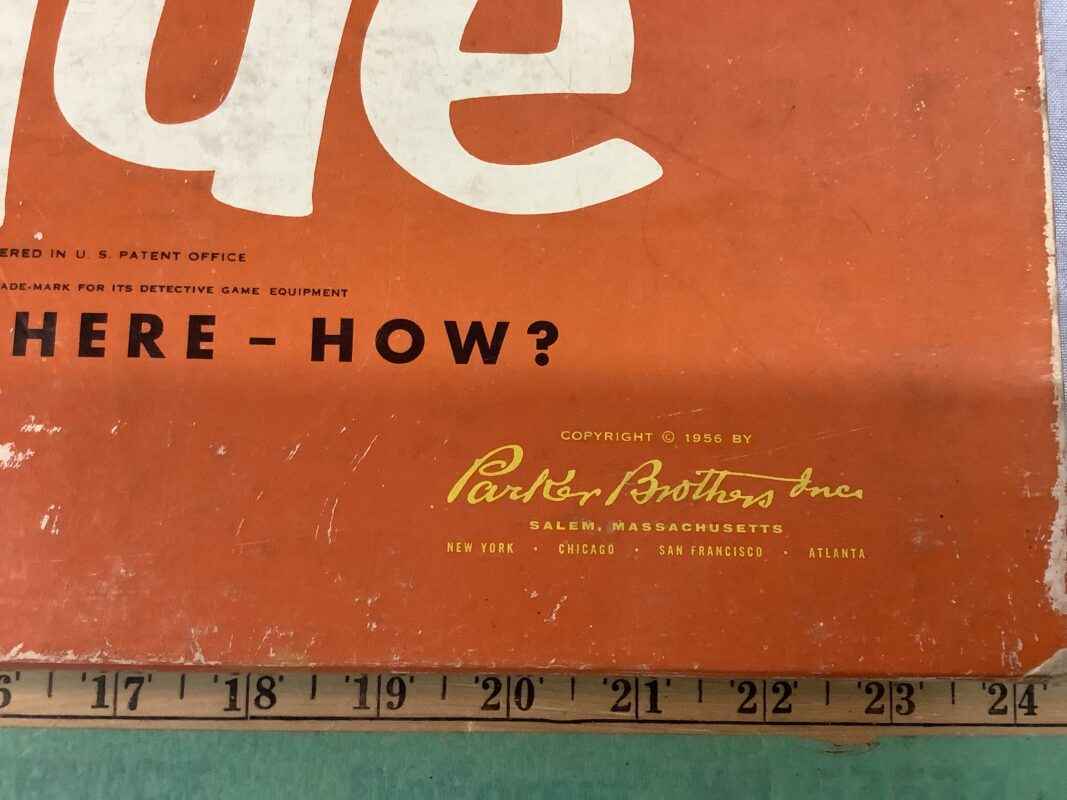 ue
ERED IN U. S. PATENT OFFICE
ADE-MARK FOR ITS DETECTIVE GAME EQUIPMENT
HERE – HOW?
COPYRIGHT © 1956 BY
Parker Brothers Inc.
SALEM, MASSACHUSETTS
NEW YORK · CHICAGO · SAN FRANCISCO · ATLANTA
6' '17' '18' '19' '20' '21' '22' '23' '24'